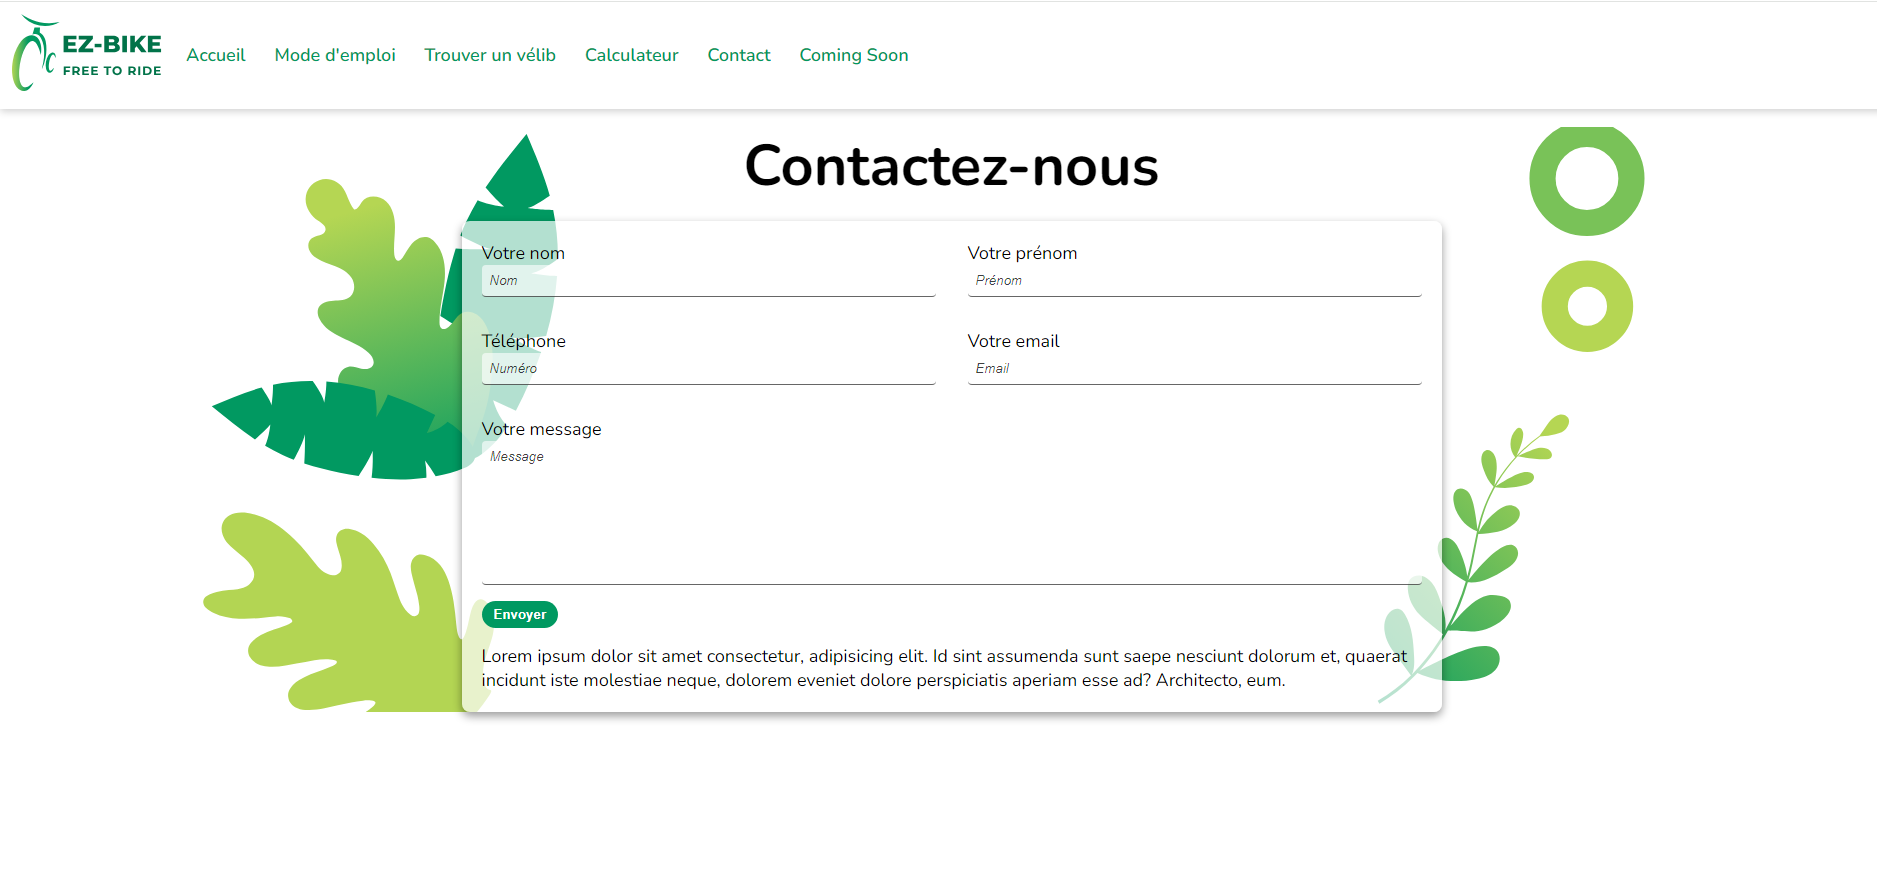 EZ-BIKE
FREE TO RIDE
Accueil Mode d'emploi Trouver un vélib Calculateur Contact Coming Soon
Contactez-nous
Votre nom Votre prénom
Nom Prénom
Téléphone Votre email
Numéro Email
Votre message
Message
Envoyer
Lorem ipsum dolor sit amet consectetur, adipisicing elit. Id sint assumenda sunt saepe nesciunt dolorum et, quaerat
incidunt iste molestiae neque, dolorem eveniet dolore perspiciatis aperiam esse ad? Architecto, eum.